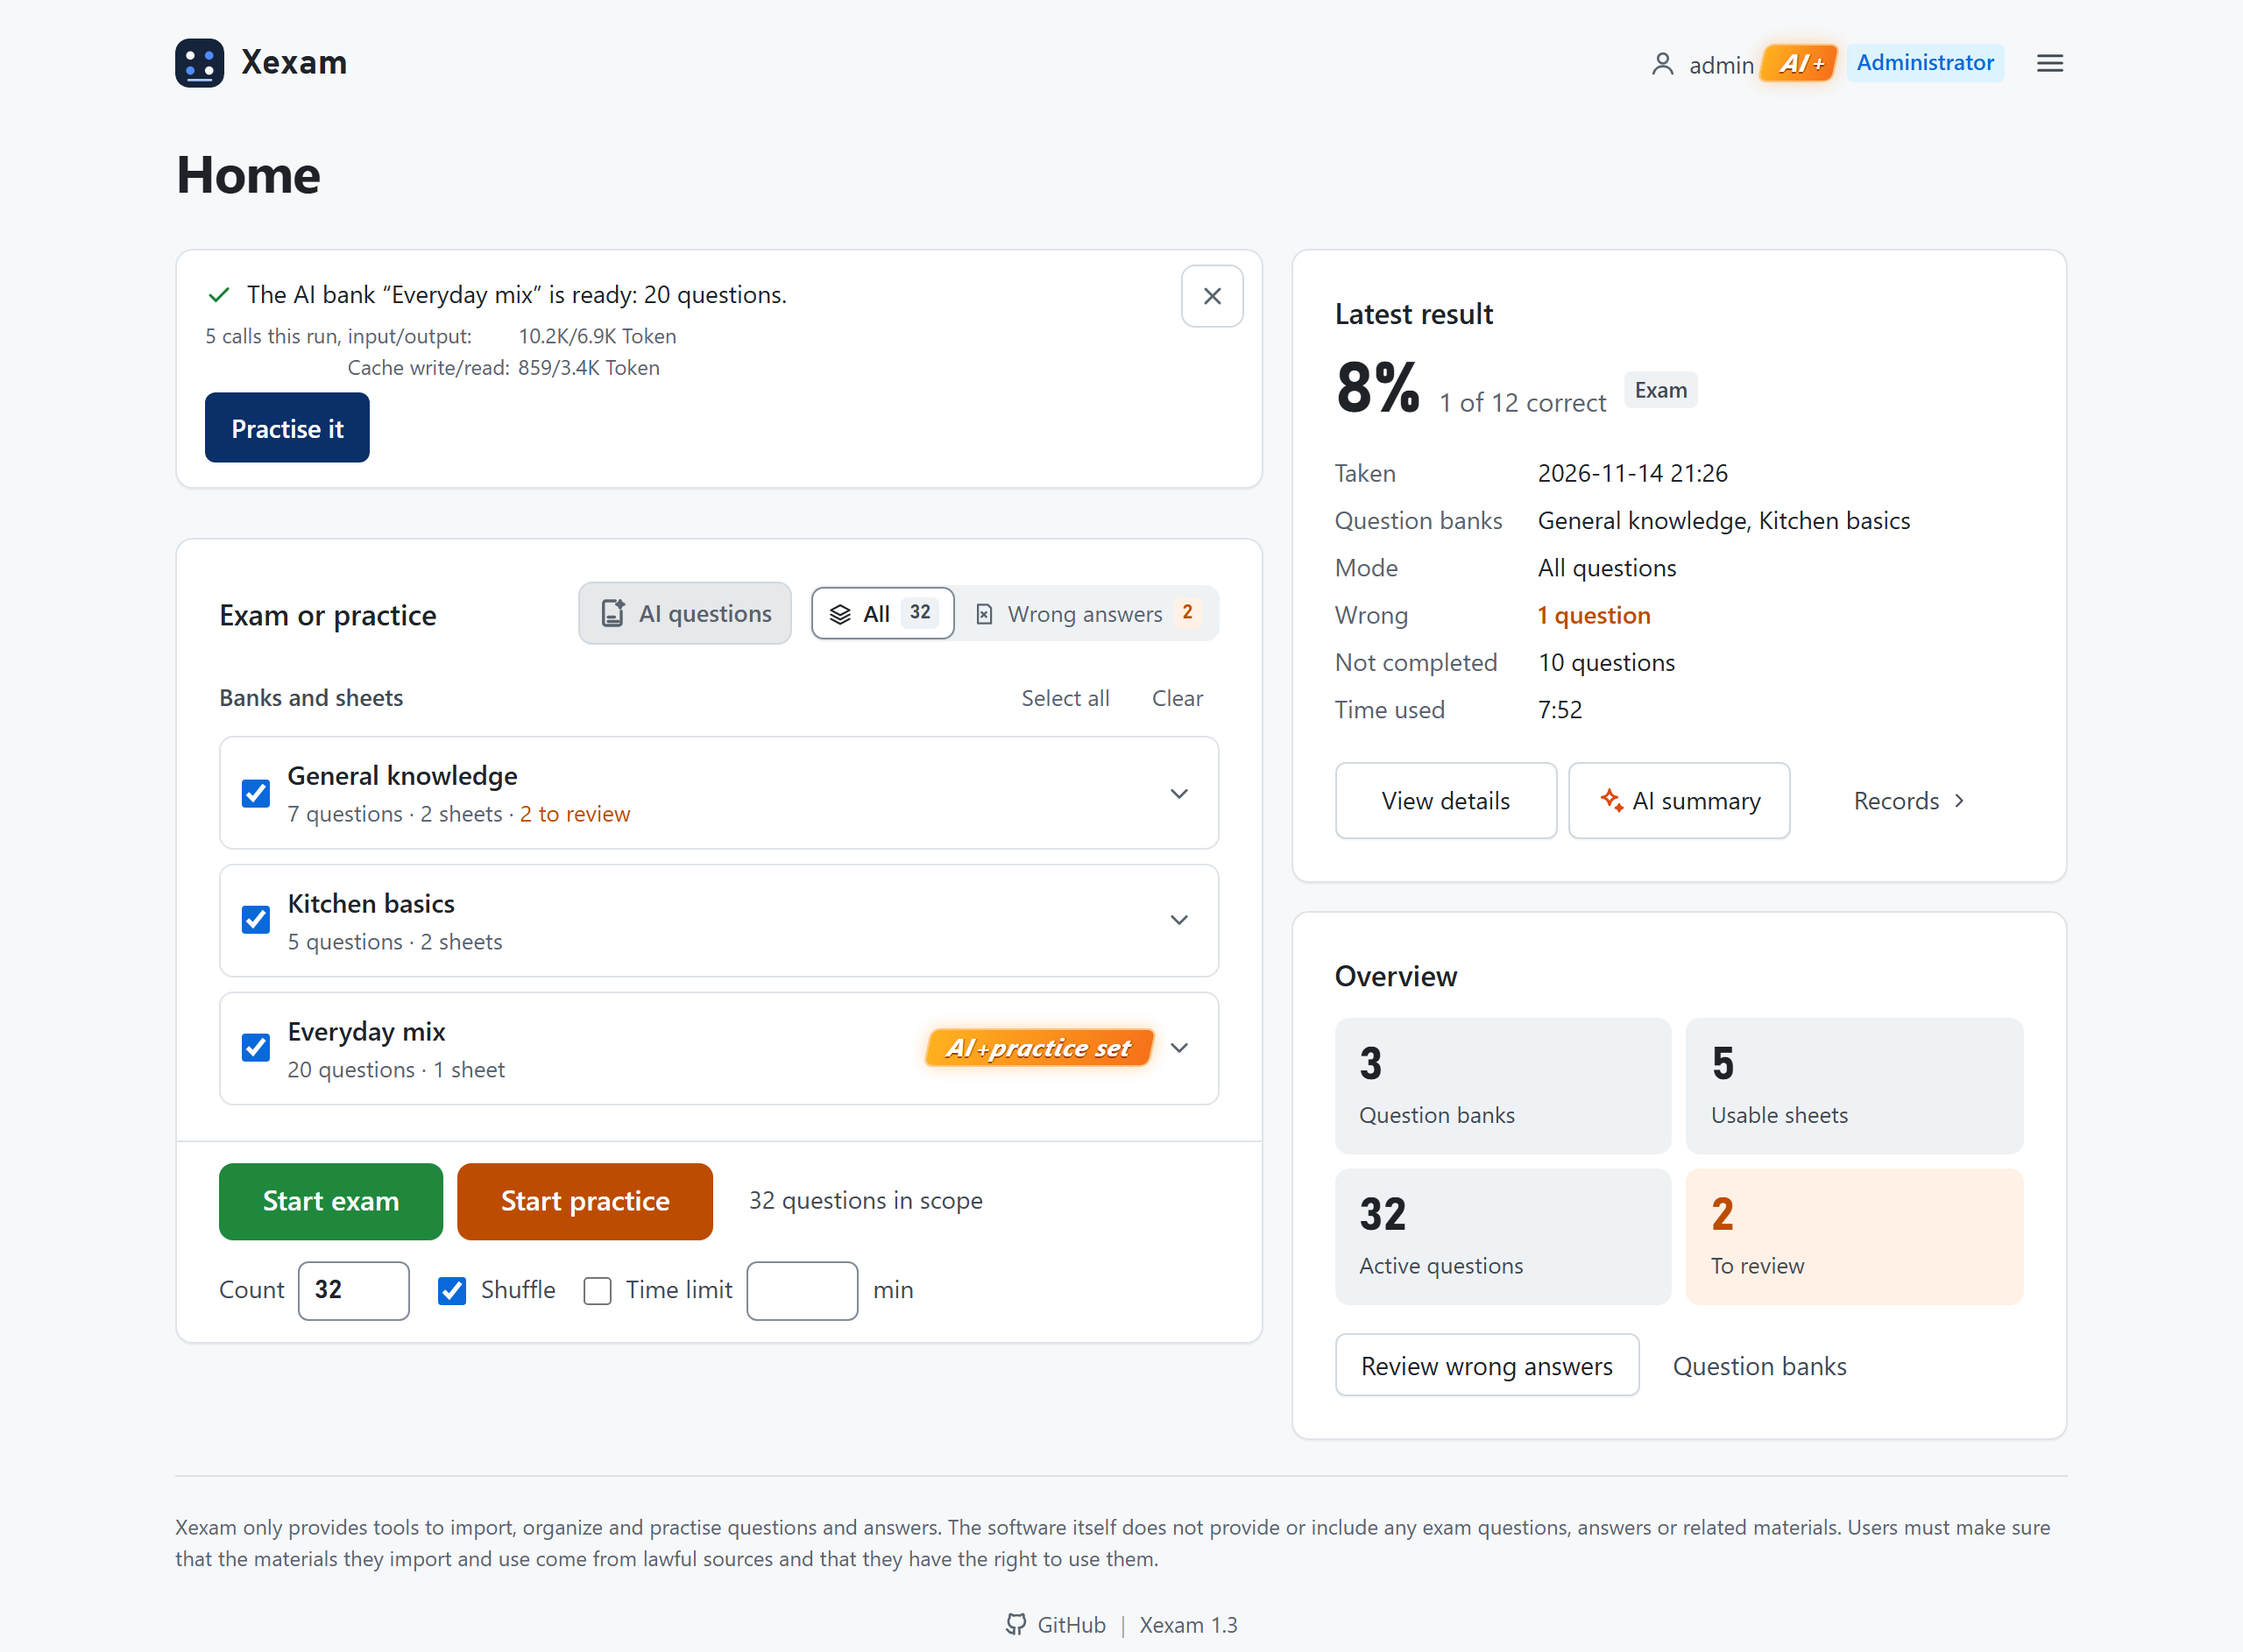 Xexam
admin AI+ Administrator
Home
The AI bank “Everyday mix” is ready: 20 questions.
5 calls this run, input/output: 10.2K/6.9K Token
Cache write/read: 859/3.4K Token
Practise it
Exam or practice
AI questions
All 32
Wrong answers 2
Banks and sheets
Select all
Clear
General knowledge
7 questions · 2 sheets · 2 to review
Kitchen basics
5 questions · 2 sheets
Everyday mix
20 questions · 1 sheet
AI+practice set
Start exam
Start practice
32 questions in scope
Count 32 Shuffle Time limit min
Latest result
8% 1 of 12 correct Exam
Taken 2026-11-14 21:26
Question banks General knowledge, Kitchen basics
Mode All questions
Wrong 1 question
Not completed 10 questions
Time used 7:52
View details
AI summary
Records
Overview
3
Question banks
5
Usable sheets
32
Active questions
2
To review
Review wrong answers
Question banks
Xexam only provides tools to import, organize and practise questions and answers. The software itself does not provide or include any exam questions, answers or related materials. Users must make sure
that the materials they import and use come from lawful sources and that they have the right to use them.
GitHub | Xexam 1.3